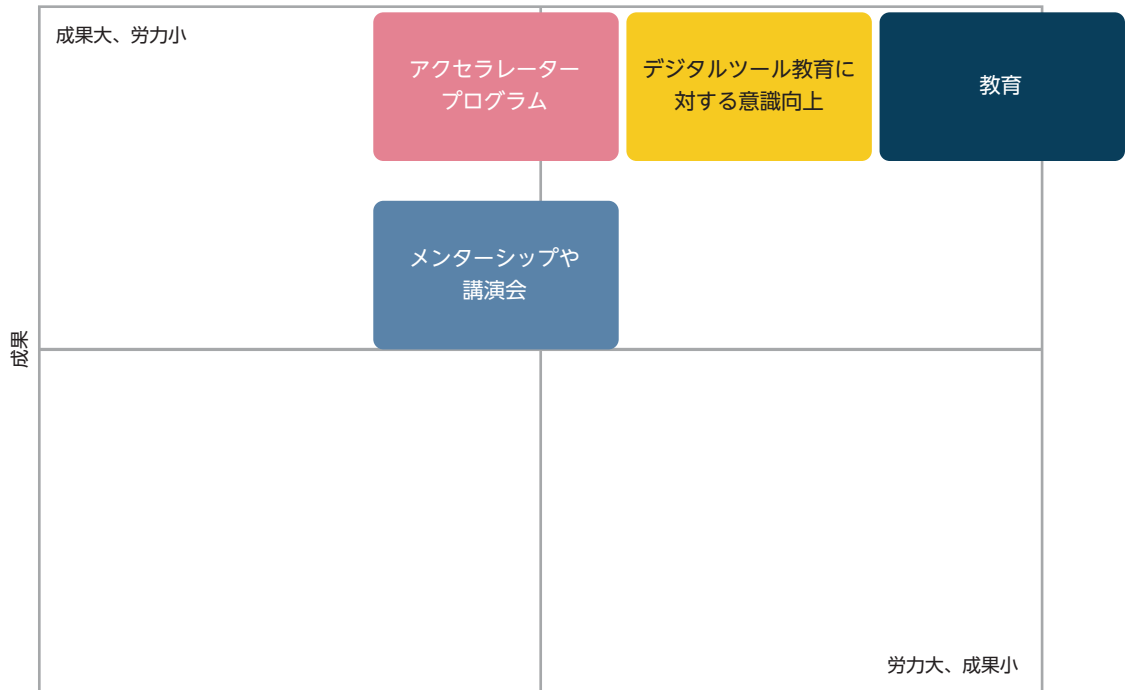 成果大、労力小
アクセラレーター
プログラム
デジタルツール教育に
対する意識向上
教育
メンターシップや
講演会
成果
労力大、成果小